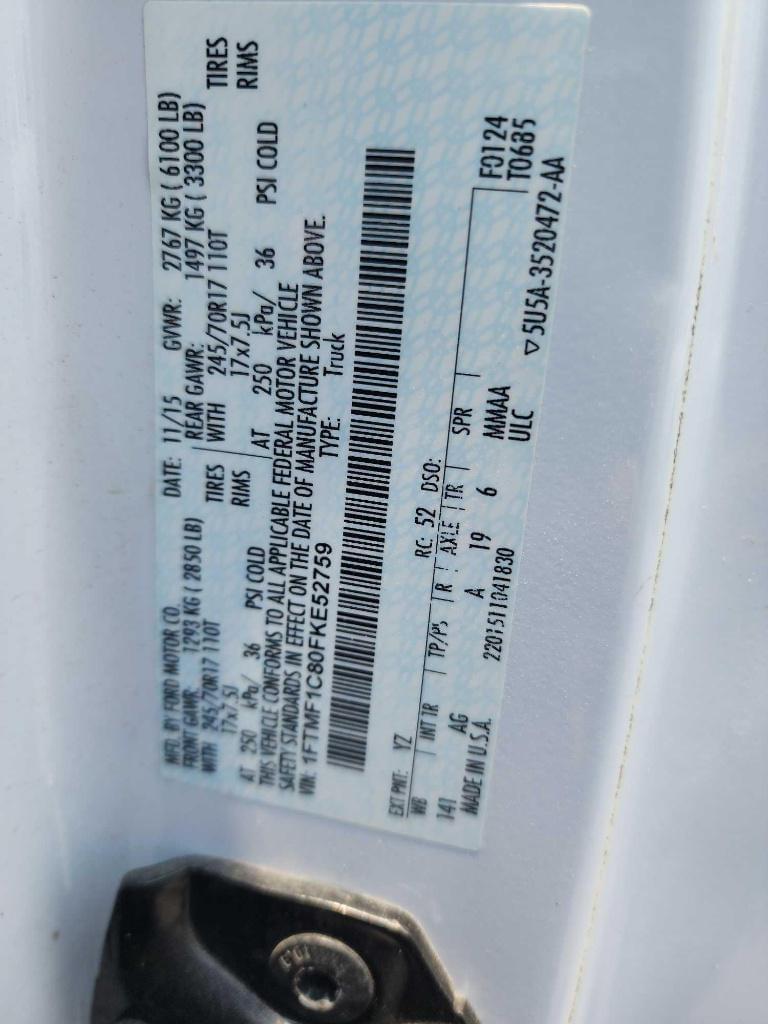 MFD. BY FORD MOTOR CO.
DATE: 11/15 GVWR: 2767 KG ( 6100 LB)
FRONT GAWR: 1293 KG ( 2850 LB) REAR GAWR: 1497 KG ( 3300 LB)
WITH 245/70R17 110T TIRES WITH 245/70R17 110T TIRES
17x7.5J RIMS 17x7.5J RIMS
AT 250 kPa/ 36 PSI COLD AT 250 kPa/ 36 PSI COLD
THIS VEHICLE CONFORMS TO ALL APPLICABLE FEDERAL MOTOR VEHICLE
SAFETY STANDARDS IN EFFECT ON THE DATE OF MANUFACTURE SHOWN ABOVE.
VIN: 1FTMF1C80FKE52759 TYPE: Truck
EXT PNT: YZ RC: 52 DSO:
WB INT TR TP/PS R AXLE TR SPR F0124
141 AG A 19 6 MMAA T0685
ULC
MADE IN U.S.A. 2201511041830 ▽5U5A-3520472-AA